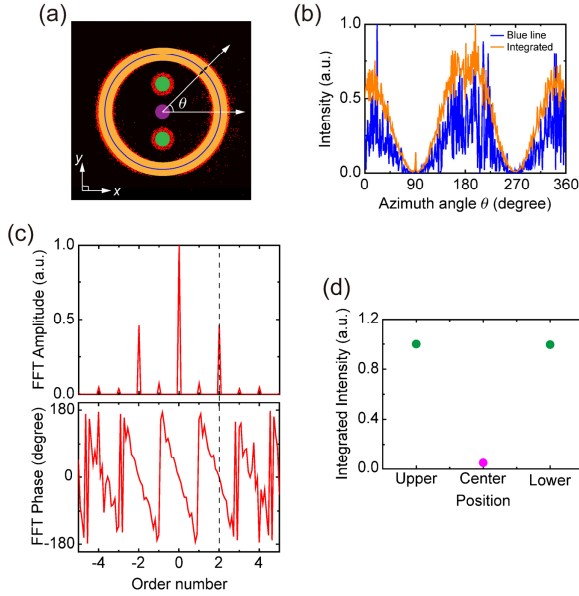 (a)
θ
y
x
(b)
Blue line
Integrated
Intensity (a.u.)
1.0
0.5
0.0
0 90 180 270 360
Azimuth angle θ (degree)
(c)
FFT Amplitude (a.u.)
1.0
0.5
0.0
FFT Phase (degree)
180
0
-180
-4 -2 0 2 4
Order number
(d)
Integrated Intensity (a.u.)
1.2
0.8
0.4
0.0
Upper Center Lower
Position